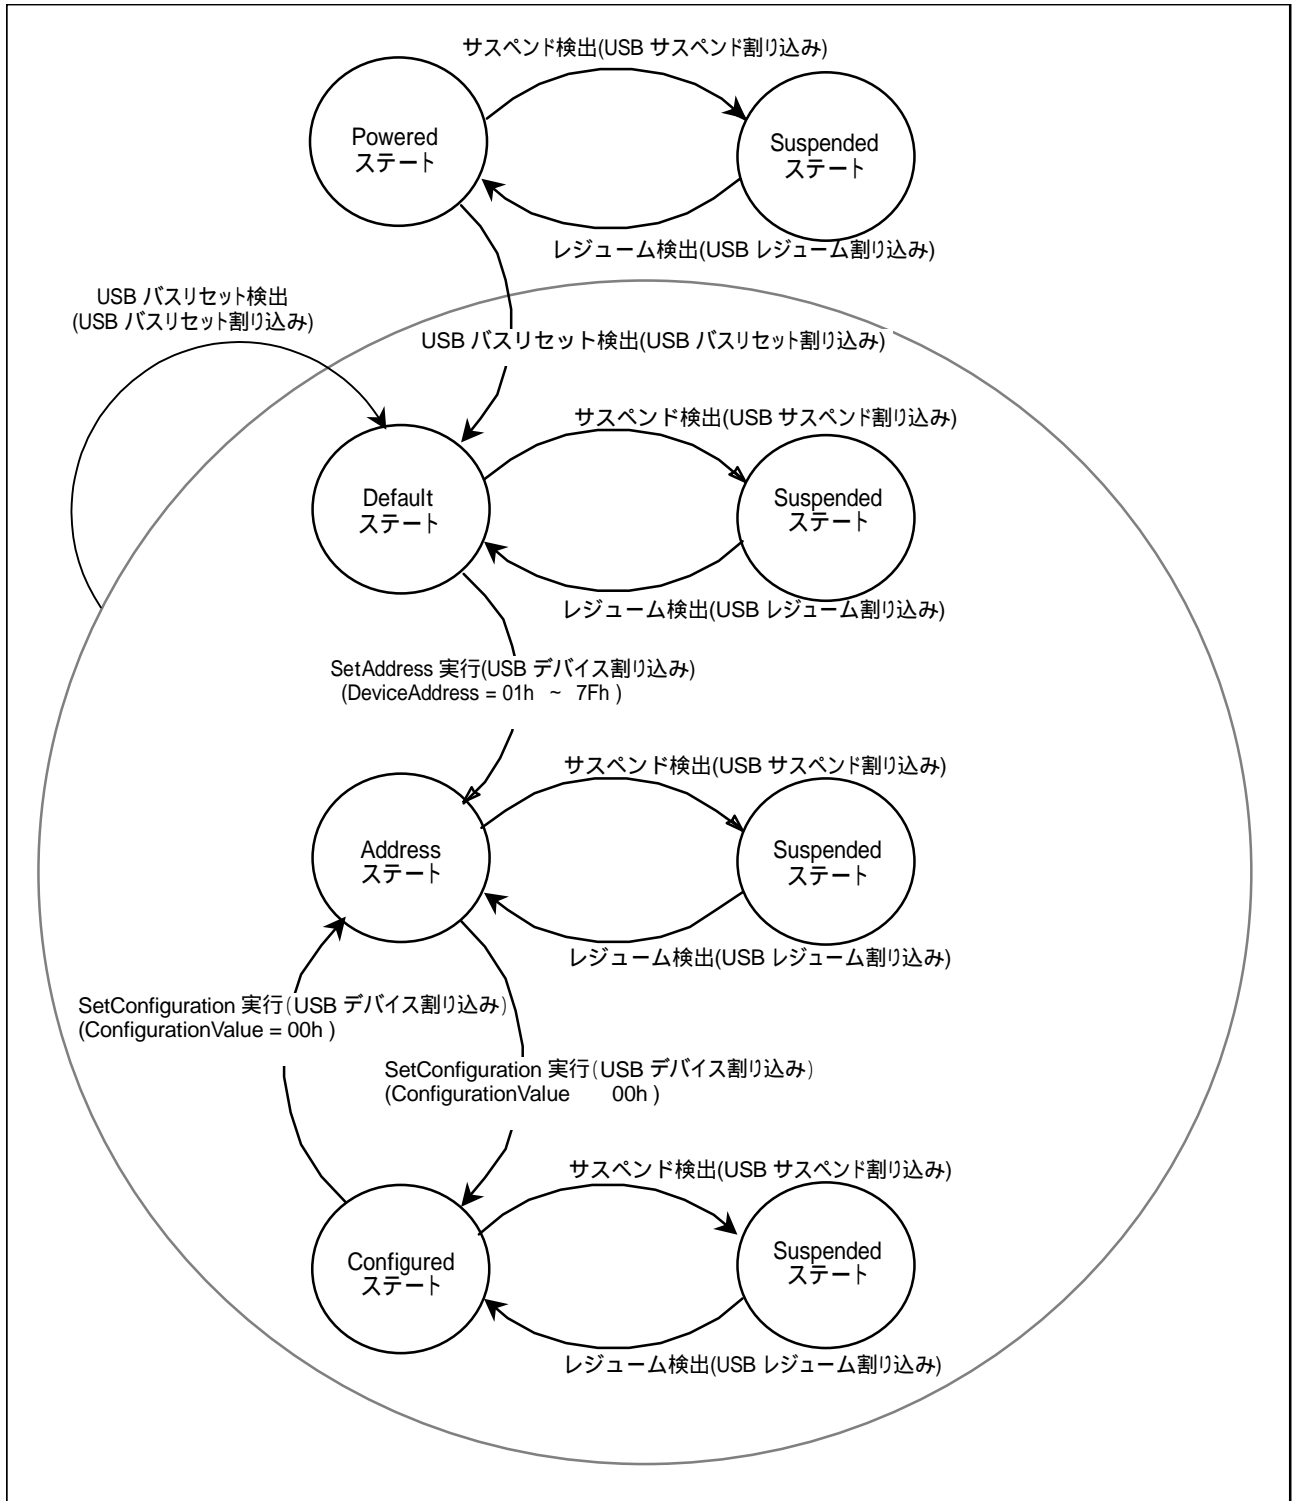 サスペンド検出(USB サスペンド割り込み)
Powered
ステート
Suspended
ステート
レジューム検出(USB レジューム割り込み)
USB バスリセット検出
(USB バスリセット割り込み)
USB バスリセット検出(USB バスリセット割り込み)
サスペンド検出(USB サスペンド割り込み)
Default
ステート
Suspended
ステート
レジューム検出(USB レジューム割り込み)
SetAddress 実行(USB デバイス割り込み)
(DeviceAddress = 01h ~ 7Fh )
サスペンド検出(USB サスペンド割り込み)
Address
ステート
Suspended
ステート
レジューム検出(USB レジューム割り込み)
SetConfiguration 実行(USB デバイス割り込み)
(ConfigurationValue = 00h )
SetConfiguration 実行(USB デバイス割り込み)
(ConfigurationValue 00h )
サスペンド検出(USB サスペンド割り込み)
Configured
ステート
Suspended
ステート
レジューム検出(USB レジューム割り込み)